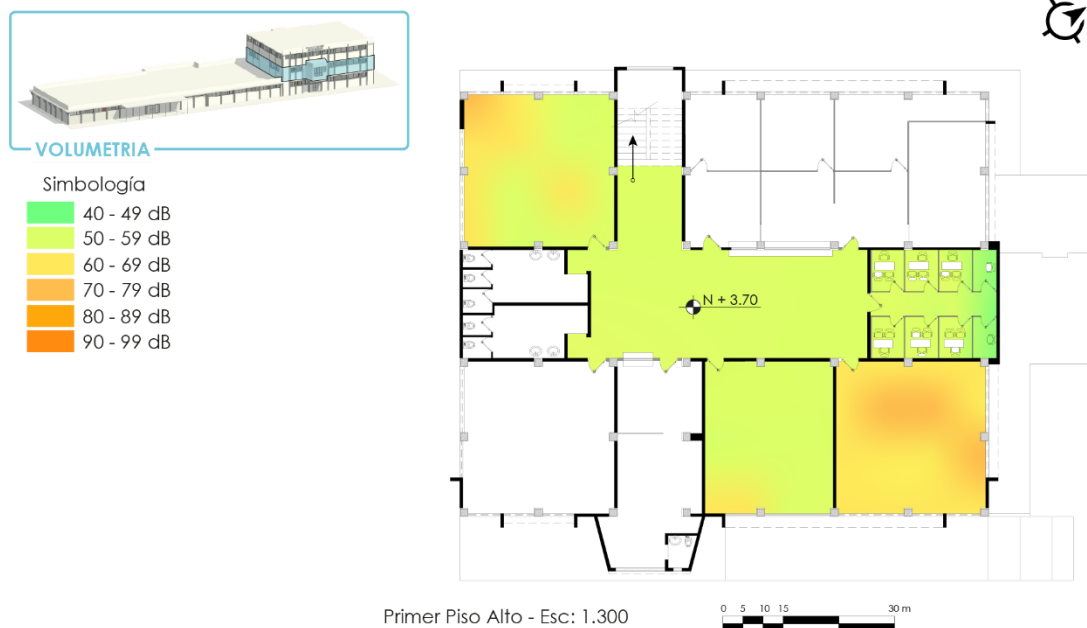 VOLUMETRIA
Simbología
40 - 49 dB
50 - 59 dB
60 - 69 dB
70 - 79 dB
80 - 89 dB
90 - 99 dB
N + 3.70
Primer Piso Alto - Esc: 1.300
0 5 10 15 30 m